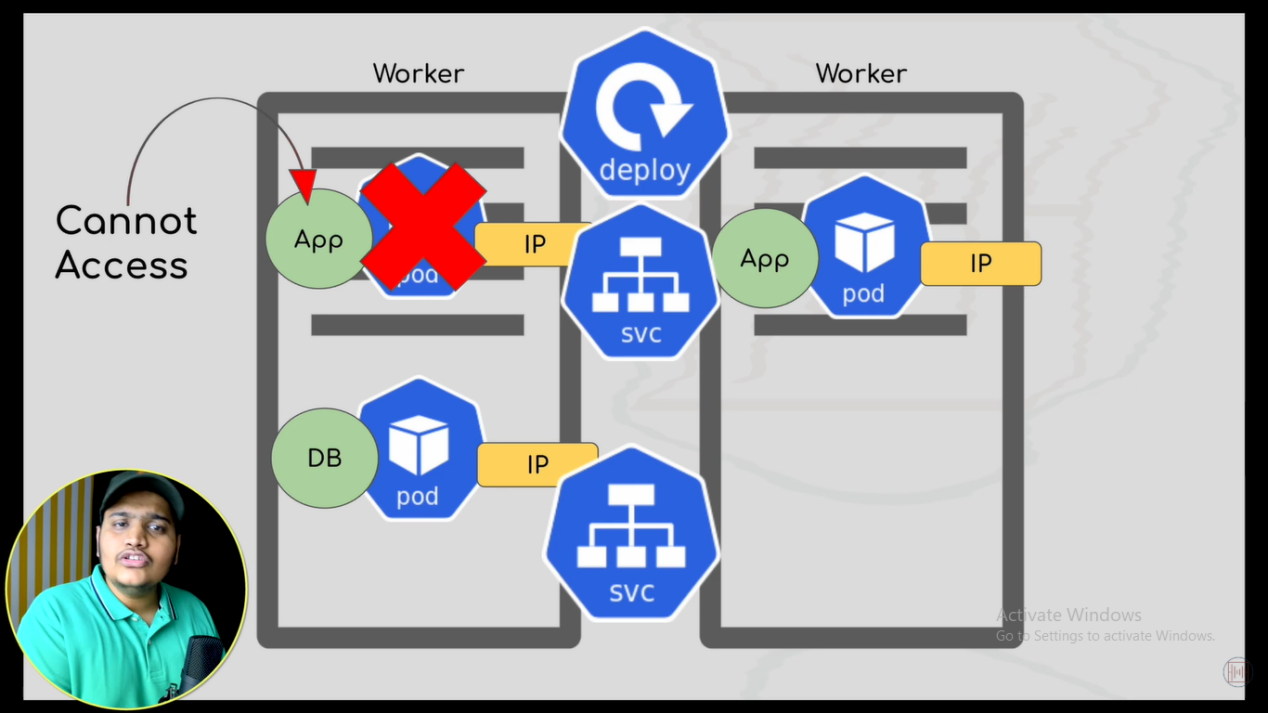 Worker
Worker
deploy
Cannot
Access
App
pod
IP
svc
App
pod
IP
DB
pod
IP
svc
Activate Windows
Go to Settings to activate Windows.